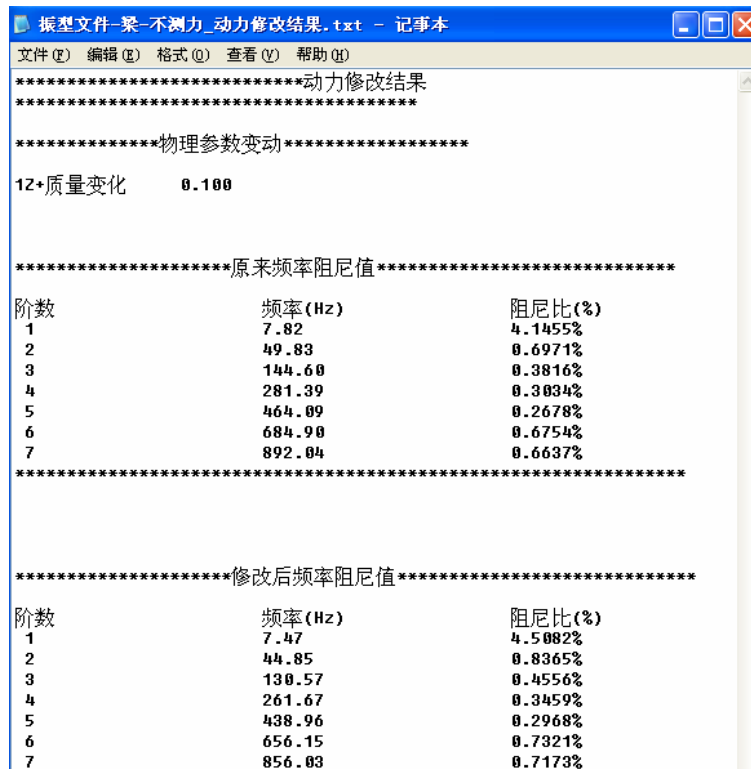 振型文件-梁-不测力_动力修改结果.txt - 记事本
文件(F) 编辑(E) 格式(O) 查看(V) 帮助(H)
****************************动力修改结果
***************************************
**************物理参数变动******************
1Z+质量变化 0.100
*********************原来频率阻尼值*****************************
阶数 频率(Hz) 阻尼比(%)
1 7.82 4.1455%
2 49.83 0.6971%
3 144.60 0.3816%
4 281.39 0.3034%
5 464.09 0.2678%
6 684.90 0.6754%
7 892.04 0.6637%
*****************************************************************
*********************修改后频率阻尼值*****************************
阶数 频率(Hz) 阻尼比(%)
1 7.47 4.5082%
2 44.85 0.8365%
3 130.57 0.4556%
4 261.67 0.3459%
5 438.96 0.2968%
6 656.15 0.7321%
7 856.03 0.7173%